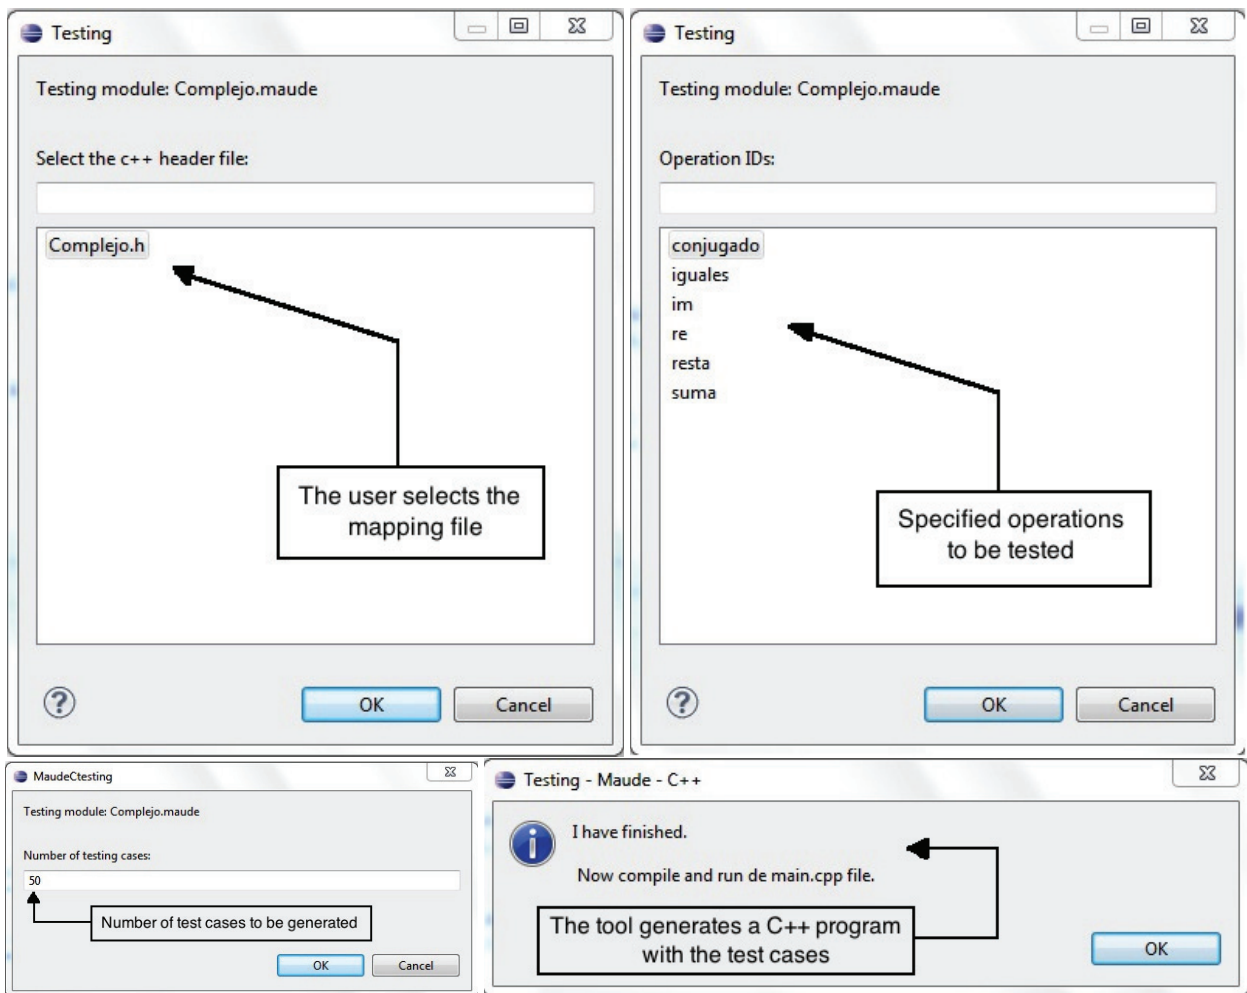 Testing
Testing module: Complejo.maude
Select the c++ header file:
Complejo.h
The user selects the
mapping file
OK
Cancel
Testing
Testing module: Complejo.maude
Operation IDs:
conjugado
iguales
im
re
resta
suma
Specified operations
to be tested
OK
Cancel
MaudeCtesting
Testing module: Complejo.maude
Number of testing cases:
50
Number of test cases to be generated
OK
Cancel
Testing - Maude - C++
I have finished.
Now compile and run de main.cpp file.
The tool generates a C++ program
with the test cases
OK